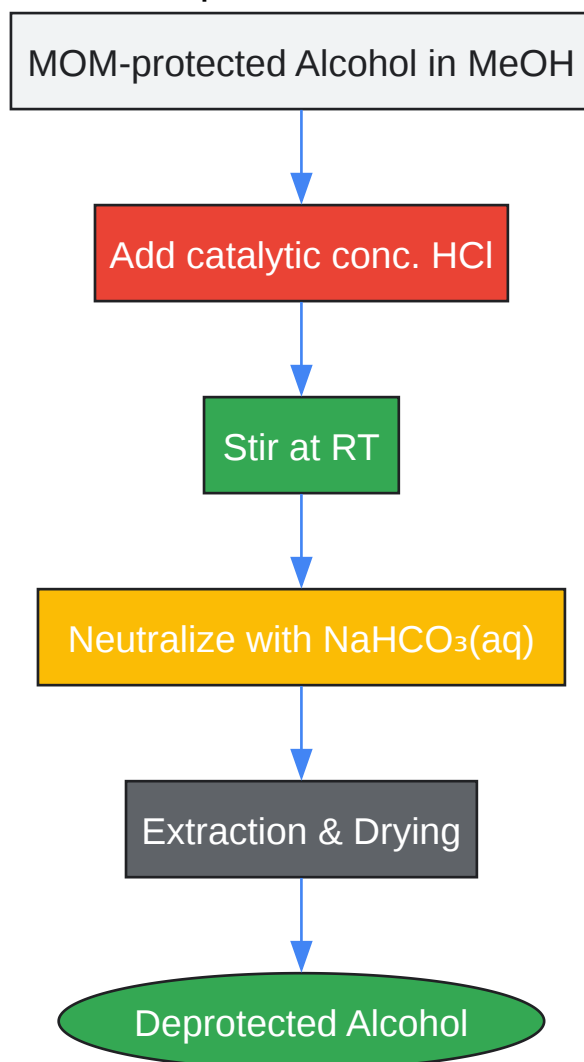 MOM-protected Alcohol in MeOH
Add catalytic conc. HCl
Stir at RT
Neutralize with NaHCO₃(aq)
Extraction & Drying
Deprotected Alcohol